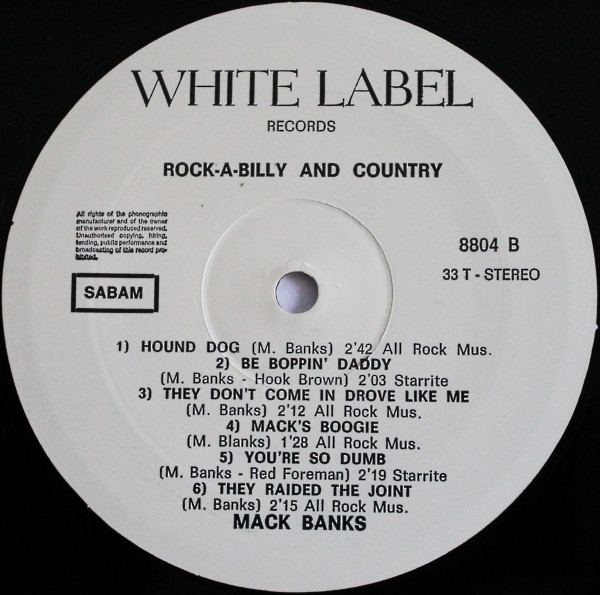 WHITE LABEL
RECORDS
ROCK-A-BILLY AND COUNTRY
All rights of the phonographic
manufacturer and of the owner
of the work reproduced reserved.
Unauthorised copying, hiring,
lending, public performance and
broadcasting of this record pro-
hibited.
SABAM
8804 B
33 T - STEREO
1) HOUND DOG (M. Banks) 2'42 All Rock Mus.
2) BE BOPPIN' DADDY
(M. Banks - Hook Brown) 2'03 Starrite
3) THEY DON'T COME IN DROVE LIKE ME
(M. Banks) 2'12 All Rock Mus.
4) MACK'S BOOGIE
(M. Blanks) 1'28 All Rock Mus.
5) YOU'RE SO DUMB
(M. Banks - Red Foreman) 2'19 Starrite
6) THEY RAIDED THE JOINT
(M. Banks) 2'15 All Rock Mus.
MACK BANKS